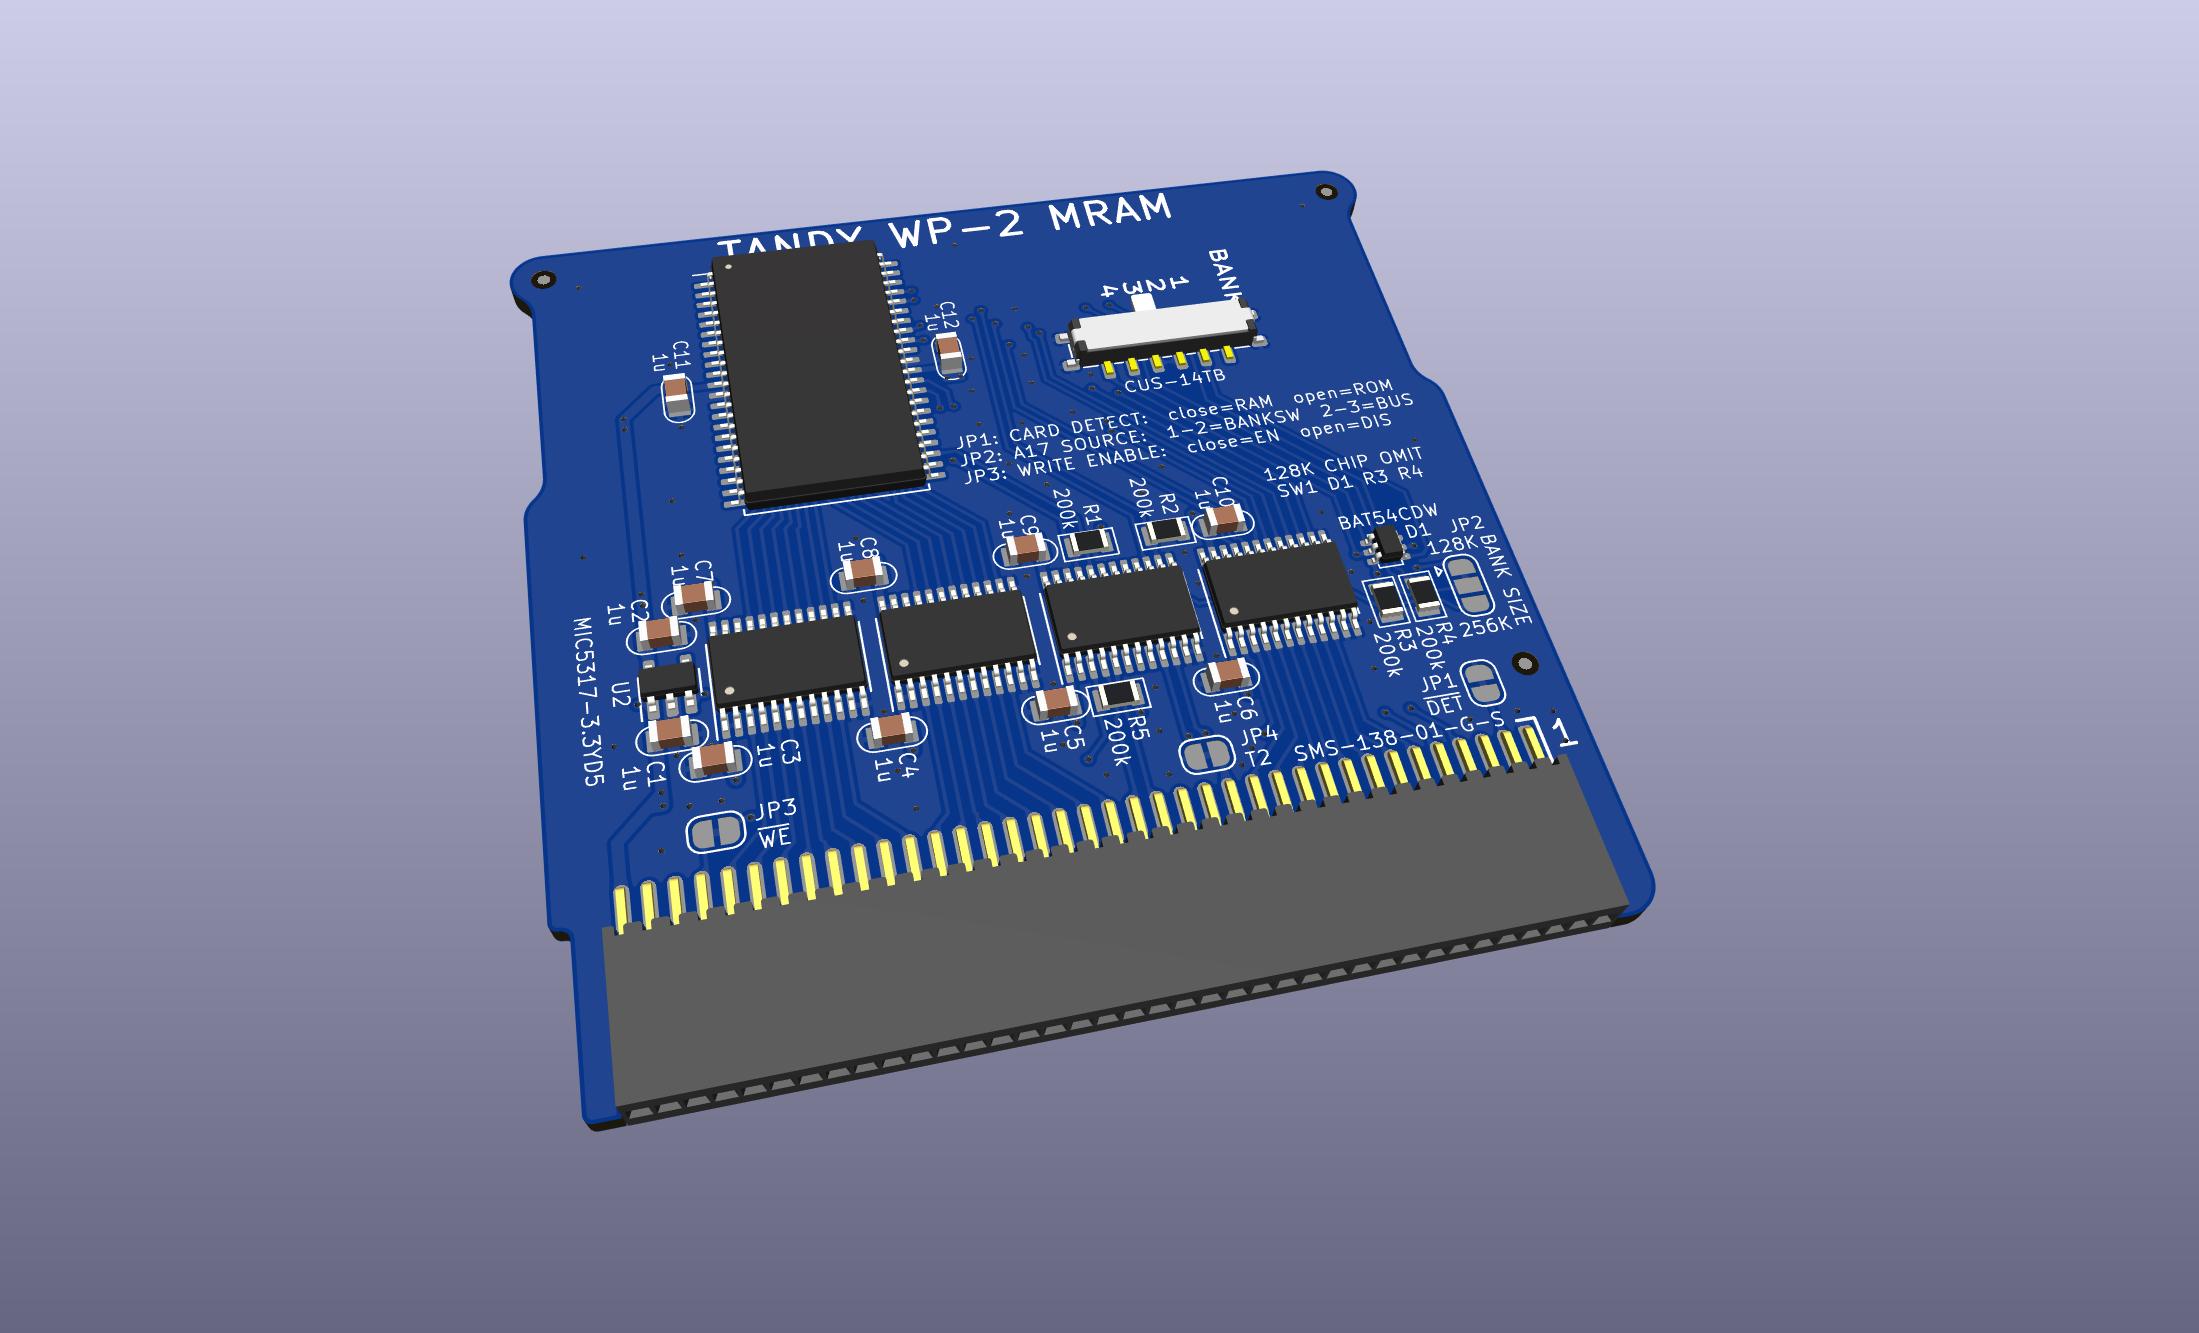 TANDY WP-2 MRAM
BANK
4 3 2 1
CUS-14TB
C12
1u
C11
1u
JP1: CARD DETECT: close=RAM open=ROM
JP2: A17 SOURCE: 1-2=BANKSW 2-3=BUS
JP3: WRITE ENABLE: close=EN open=DIS
128K CHIP OMIT
SW1 D1 R3 R4
C10
1u
R2
200k
R1
200k
C9
1u
C8
1u
C7
1u
C2
1u
BAT54CDW
D1
JP2
128K
BANK SIZE
256K
R3
200k
R4
200k
MIC5317-3.3YD5
U2
C1
1u
C3
1u
C4
1u
C5
1u
R5
200k
C6
1u
JP4
T2
JP1
DET
SMS-138-01-G-S
1
JP3
WE